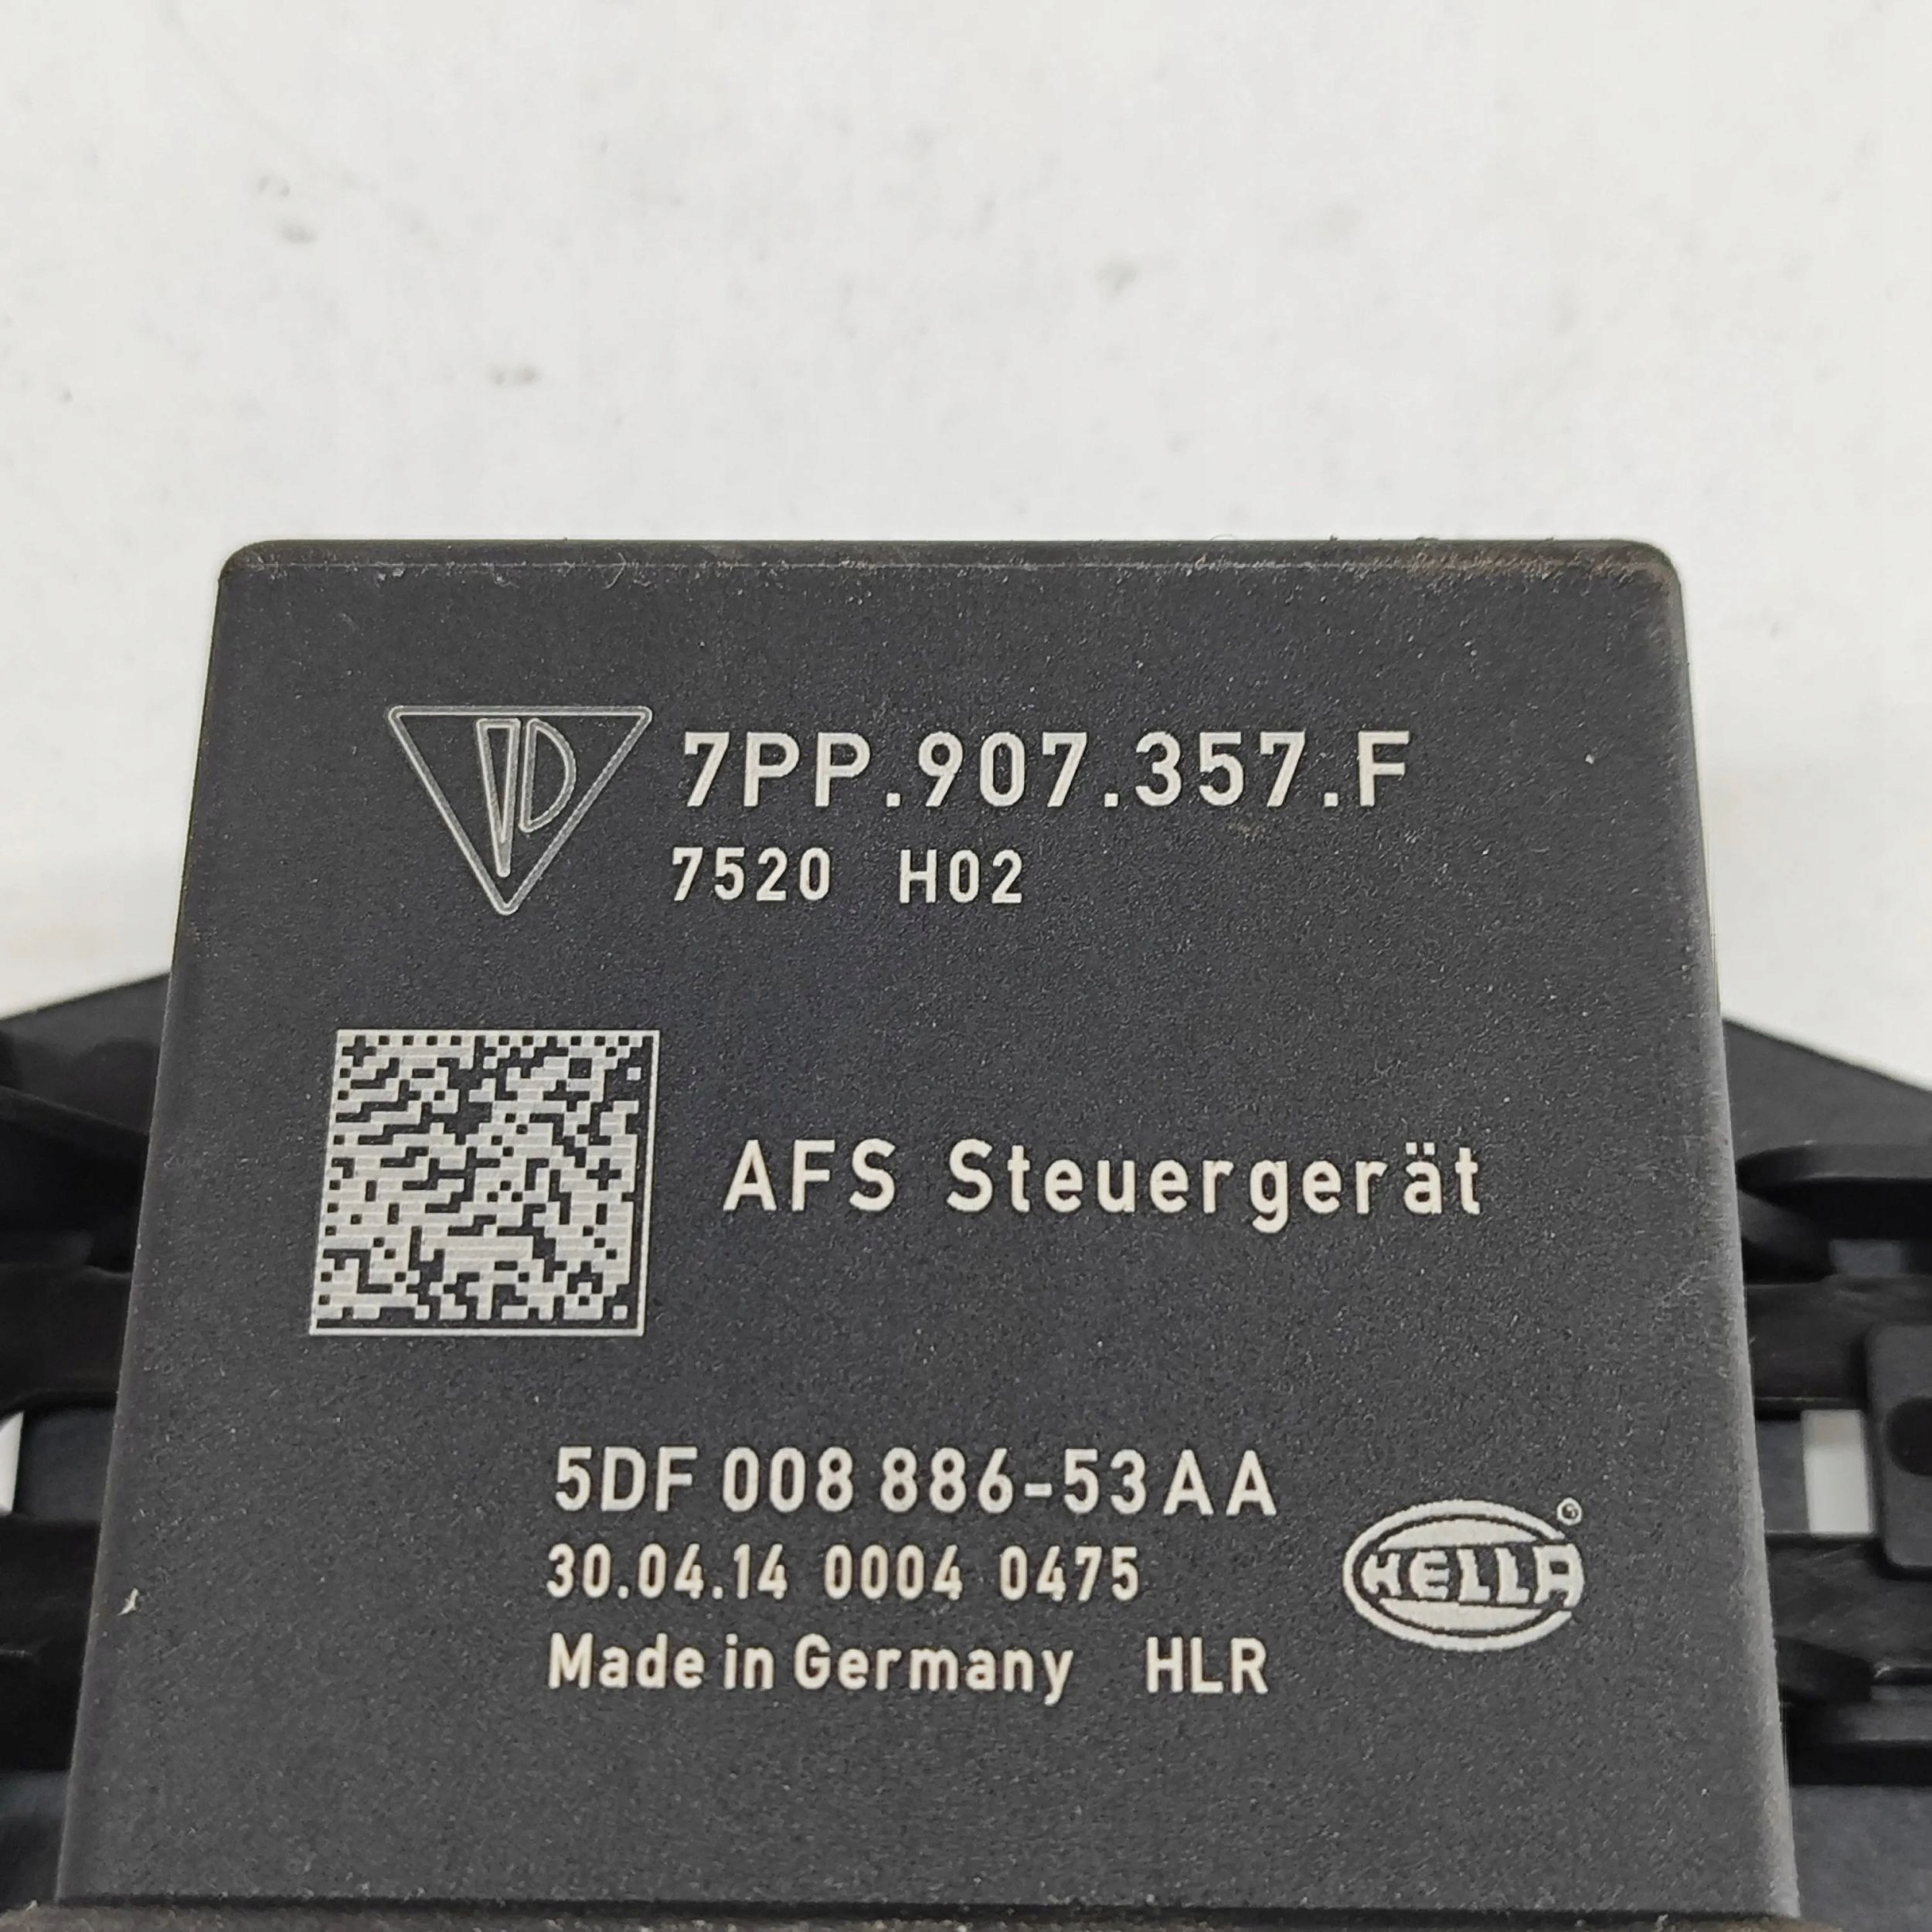 7PP.907.357.F
7520 H02
AFS Steuergerät
5DF 008 886-53 AA
30.04.14 0004 0475
Made in Germany HLR
HELLA®